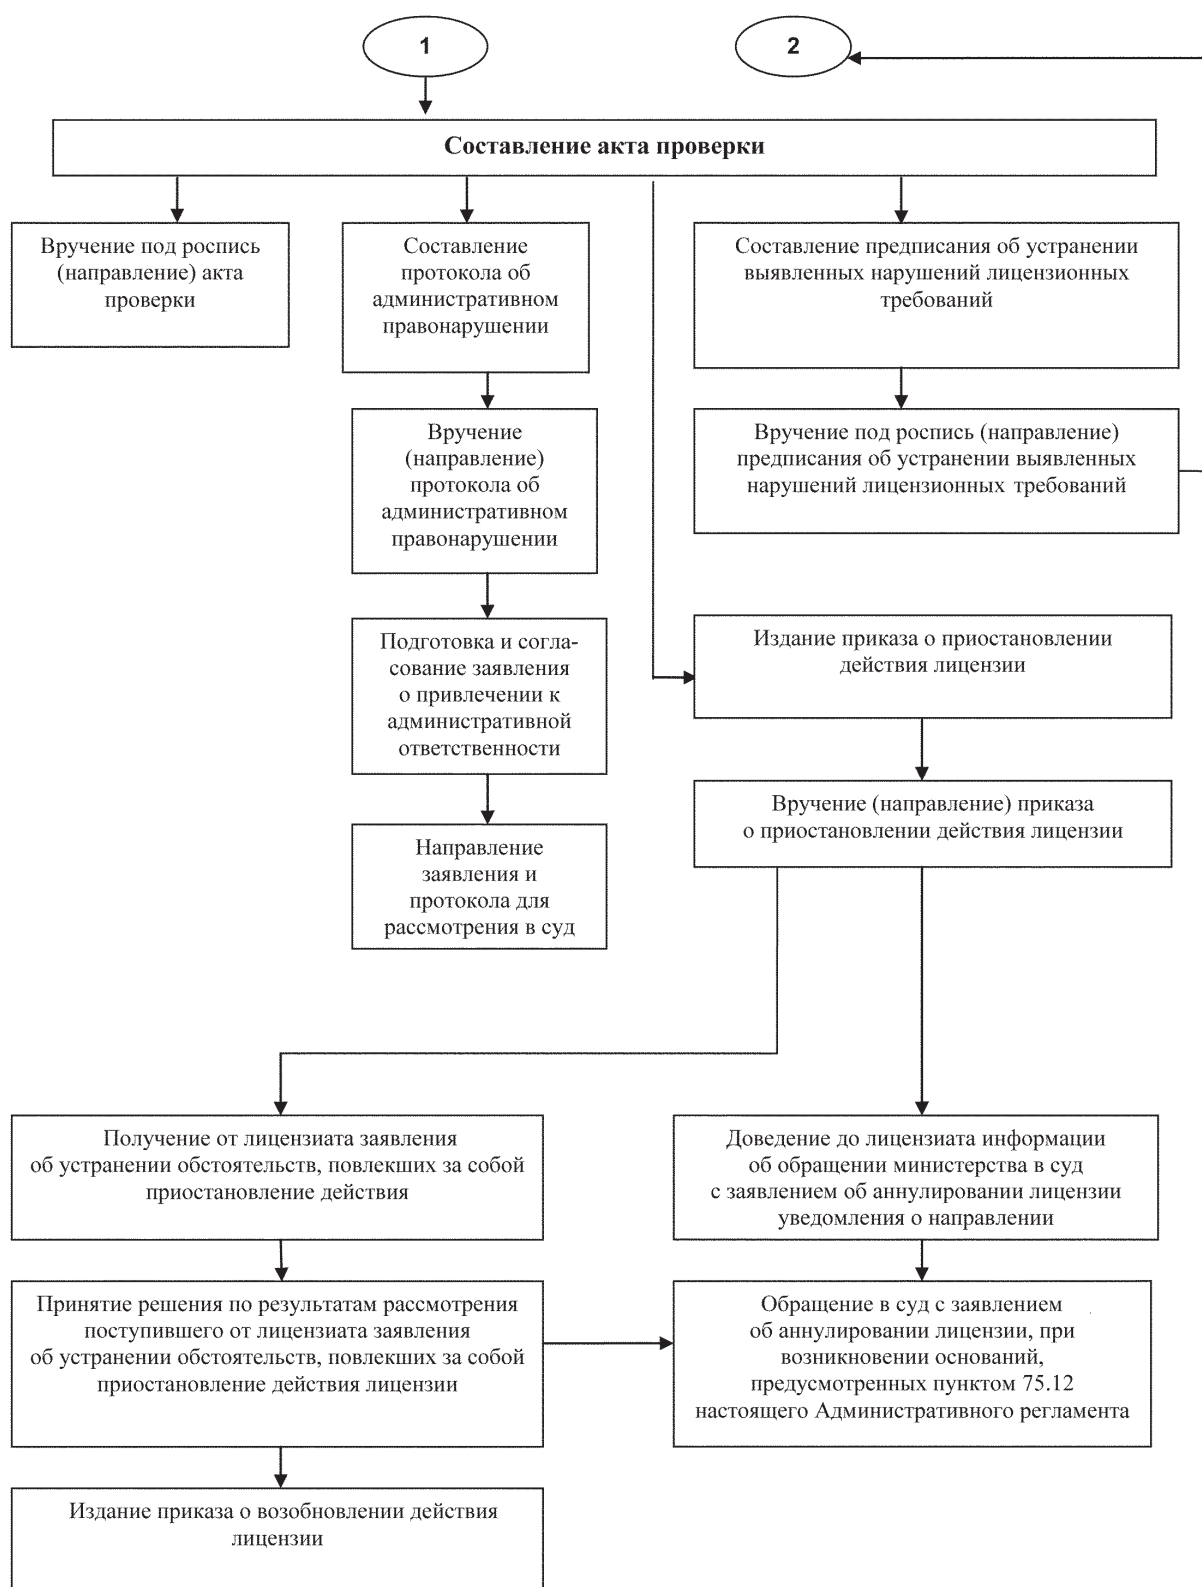 1
2
Составление акта проверки
Вручение под роспись
(направление) акта
проверки
Составление
протокола об
административном
правонарушении
Составление предписания об устранении
выявленных нарушений лицензионных
требований
Вручение
(направление)
протокола об
административном
правонарушении
Вручение под роспись (направление)
предписания об устранении выявленных
нарушений лицензионных требований
Подготовка и согла-
сование заявления
о привлечении к
административной
ответственности
Издание приказа о приостановлении
действия лицензии
Вручение (направление) приказа
о приостановлении действия лицензии
Направление
заявления и
протокола для
рассмотрения в суд
Получение от лицензиата заявления
об устранении обстоятельств, повлекших за собой
приостановление действия
Доведение до лицензиата информации
об обращении министерства в суд
с заявлением об аннулировании лицензии
уведомления о направлении
Принятие решения по результатам рассмотрения
поступившего от лицензиата заявления
об устранении обстоятельств, повлекших за собой
приостановление действия лицензии
Обращение в суд с заявлением
об аннулировании лицензии, при
возникновении оснований,
предусмотренных пунктом 75.12
настоящего Административного регламента
Издание приказа о возобновлении действия
лицензии